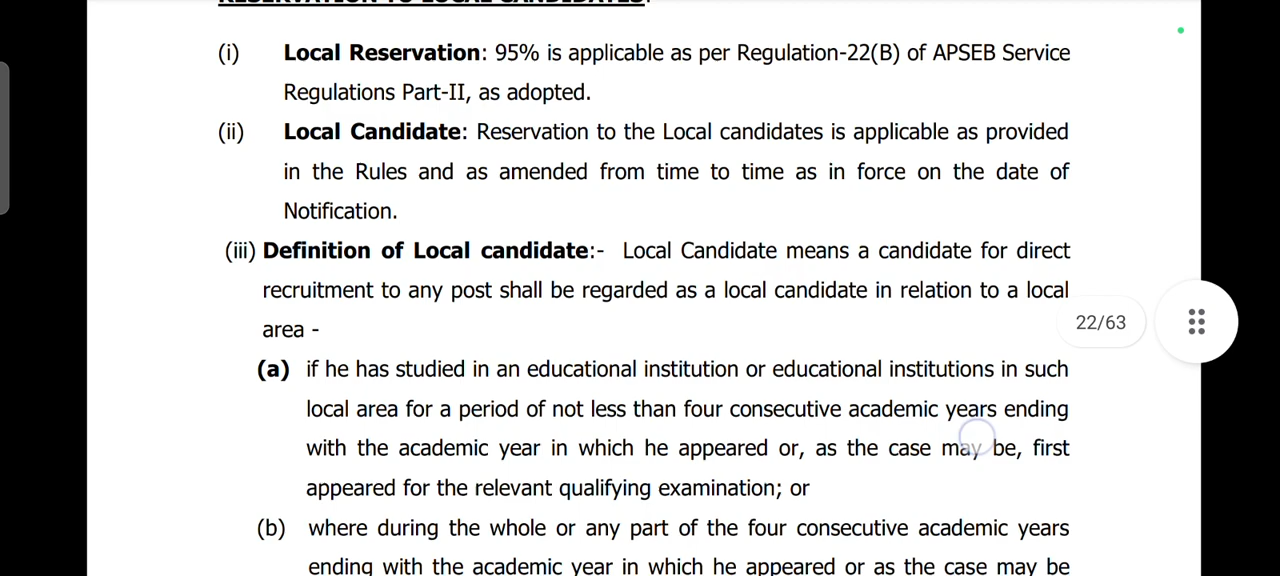 RESERVATION TO LOCAL CANDIDATES:
(i) Local Reservation: 95% is applicable as per Regulation-22(B) of APSEB Service
Regulations Part-II, as adopted.
(ii) Local Candidate: Reservation to the Local candidates is applicable as provided
in the Rules and as amended from time to time as in force on the date of
Notification.
(iii) Definition of Local candidate:- Local Candidate means a candidate for direct
recruitment to any post shall be regarded as a local candidate in relation to a local
area -
22/63
(a) if he has studied in an educational institution or educational institutions in such
local area for a period of not less than four consecutive academic years ending
with the academic year in which he appeared or, as the case may be, first
appeared for the relevant qualifying examination; or
(b) where during the whole or any part of the four consecutive academic years
ending with the academic year in which he appeared or as the case may be